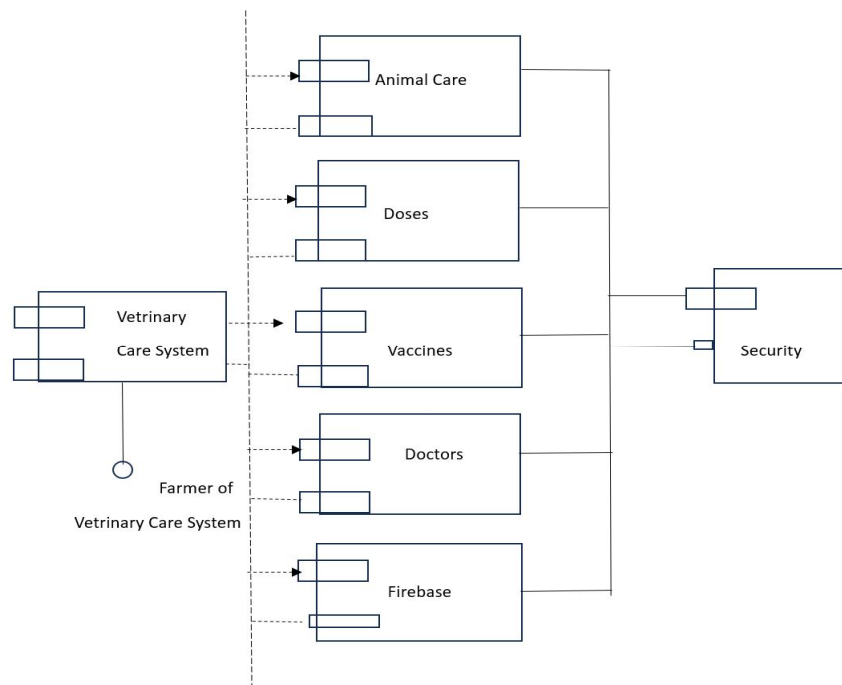 Animal Care
Doses
Vetrinary
Care System
Vaccines
Security
Doctors
Farmer of
Vetrinary Care System
Firebase